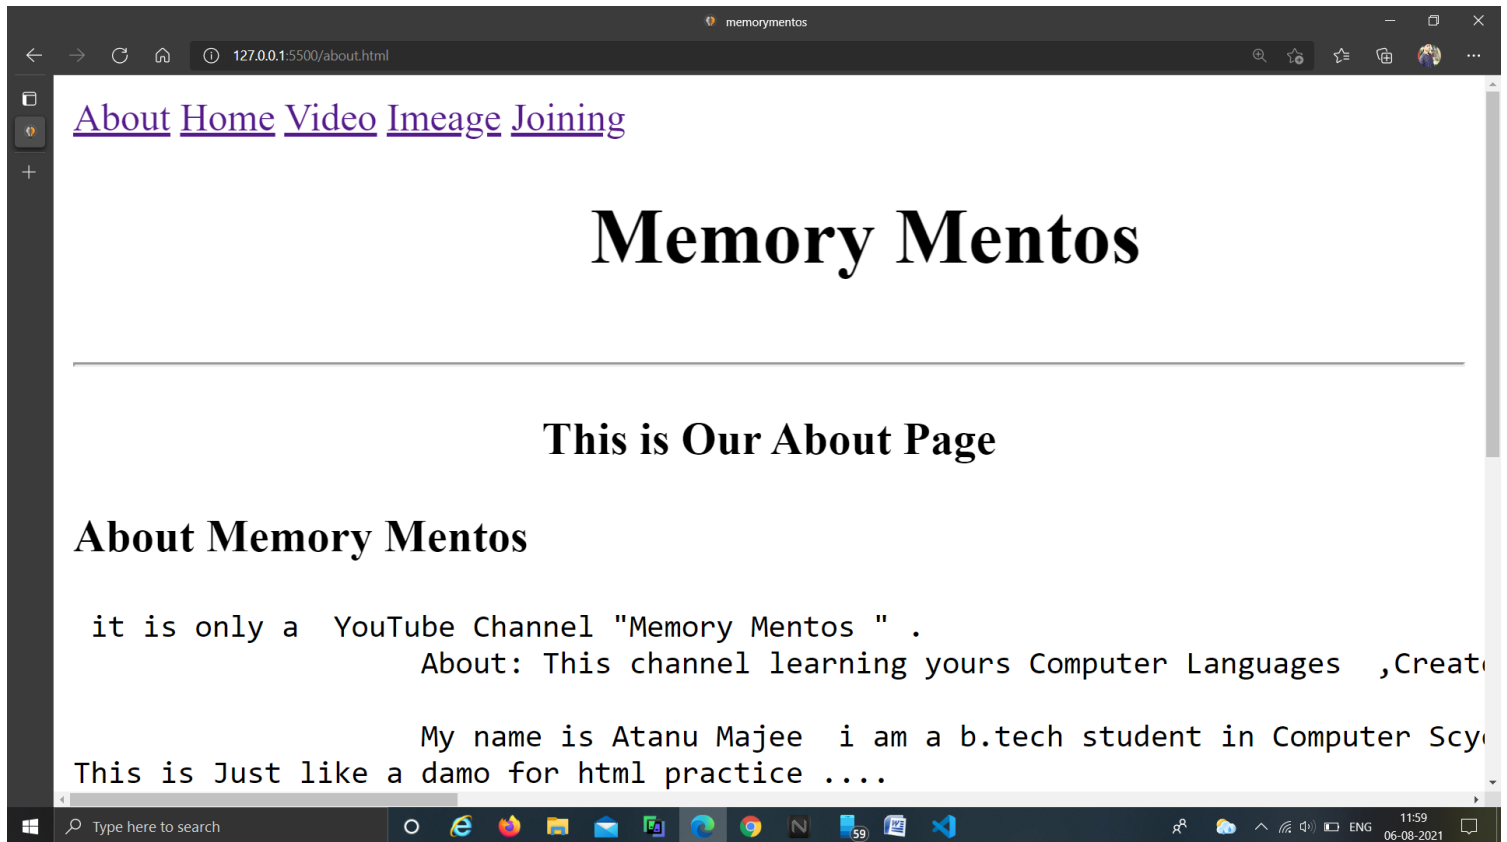 memorymentos
127.0.0.1:5500/about.html
About Home Video Imeage Joining
Memory Mentos
This is Our About Page
About Memory Mentos
it is only a YouTube Channel "Memory Mentos " .
About: This channel learning yours Computer Languages ,Creat
My name is Atanu Majee i am a b.tech student in Computer Scy
This is Just like a damo for html practice ....
Type here to search
59
ENG
11:59
06-08-2021